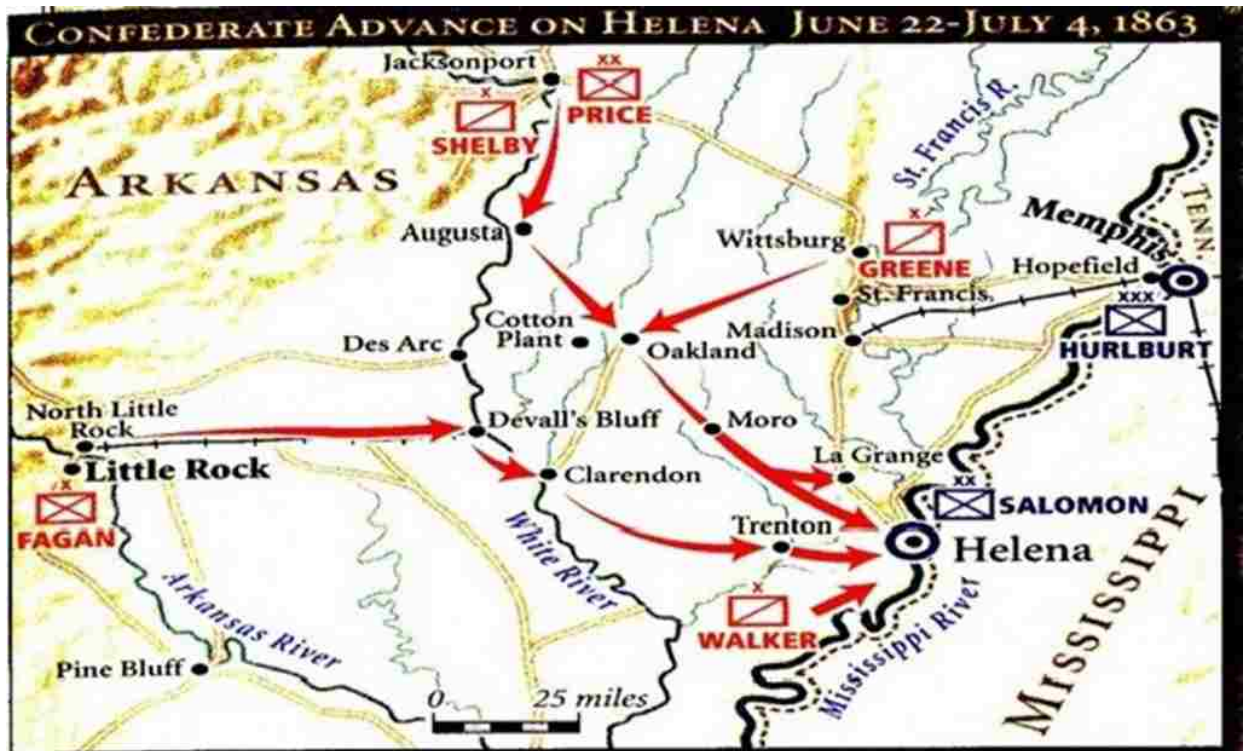 CONFEDERATE ADVANCE ON HELENA JUNE 22-JULY 4, 1863
Jacksonport
XX
PRICE
X
SHELBY
ARKANSAS
St. Francis R.
TENN.
Memphis
Augusta
Wittsburg
X
GREENE
Hopefield
St. Francis
XXX
HURLBURT
Cotton
Plant
Oakland
Madison
Des Arc
North Little
Rock
Devall's Bluff
Moro
Little Rock
La Grange
Clarendon
X
FAGAN
XX
SALOMON
Trenton
Helena
White River
X
WALKER
Arkansas River
Mississippi River
MISSISSIPPI
Pine Bluff
0 25 miles